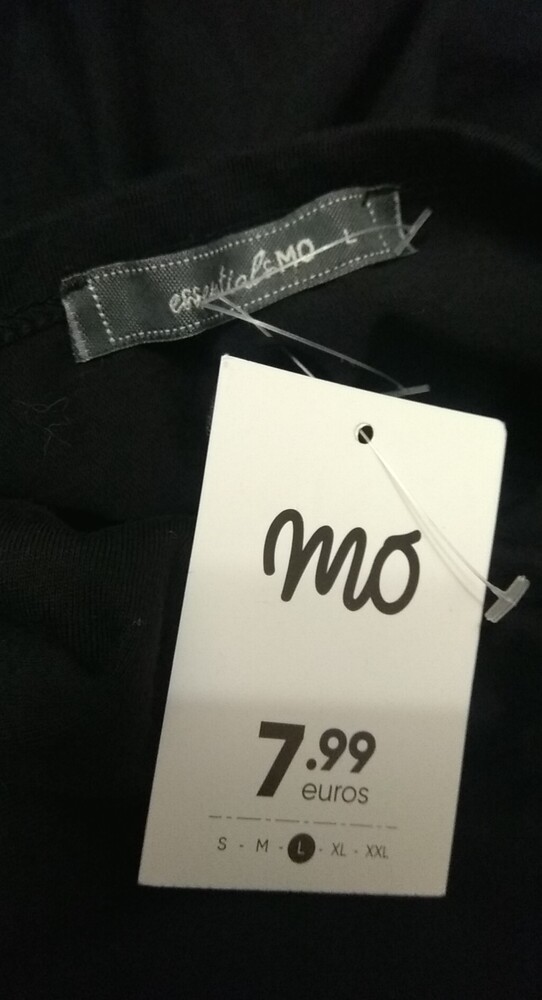 essentials MO L
mo
7.99
euros
S - M - L - XL - XXL